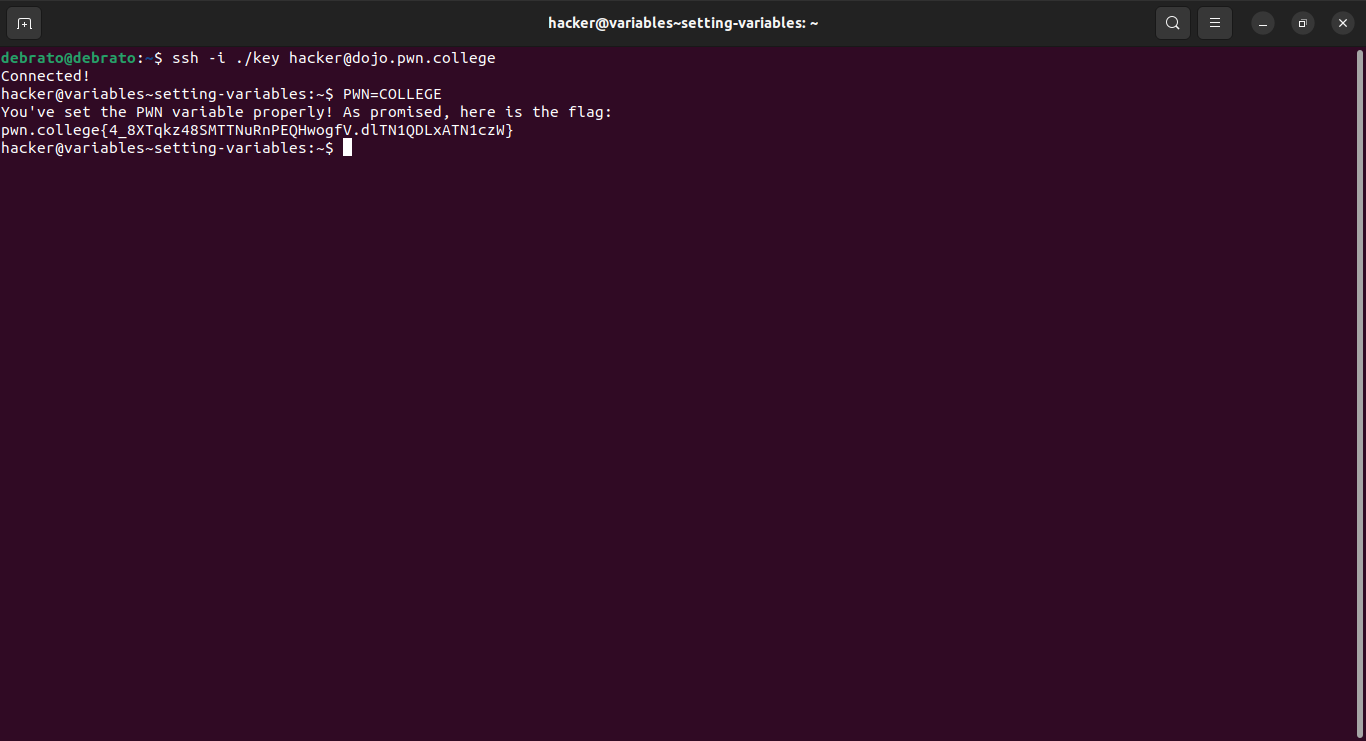 hacker@variables~setting-variables: ~
debrato@debrato:~$ ssh -i ./key hacker@dojo.pwn.college
Connected!
hacker@variables~setting-variables:~$ PWN=COLLEGE
You've set the PWN variable properly! As promised, here is the flag:
pwn.college{4_8XTqkz48SMTTNuRnPEQHwogfV.dlTN1QDLxATN1czW}
hacker@variables~setting-variables:~$